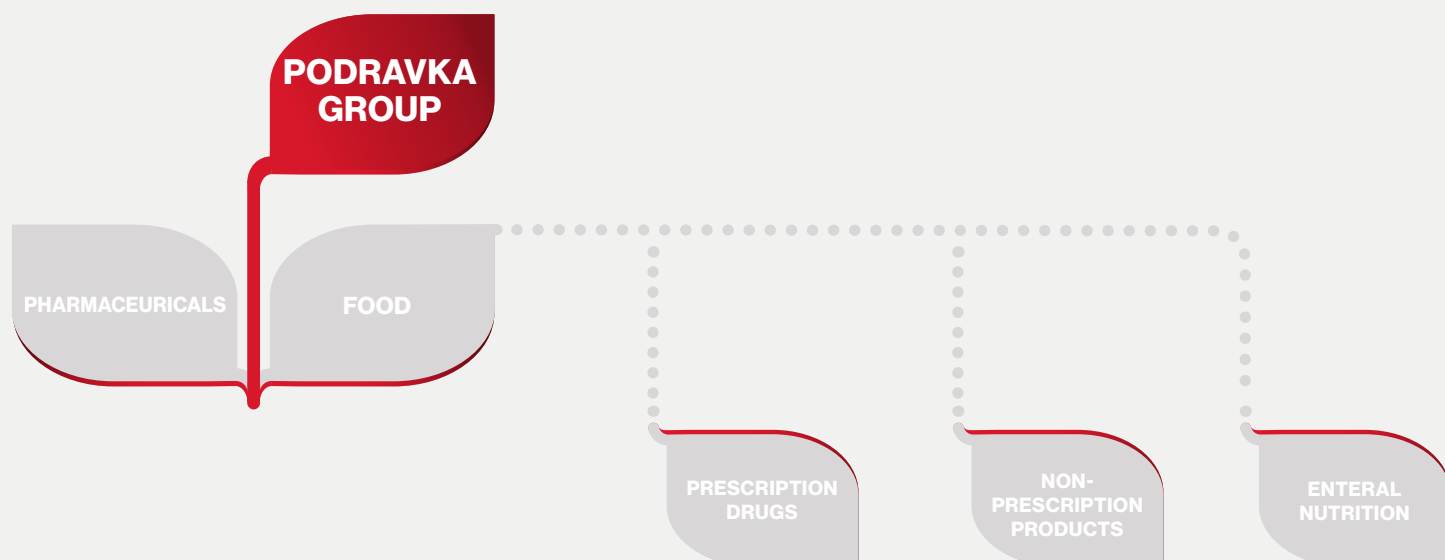 PODRAVKA
GROUP
PHARMACEURICALS
FOOD
PRESCRIPTION
DRUGS
NON-
PRESCRIPTION
PRODUCTS
ENTERAL
NUTRITION